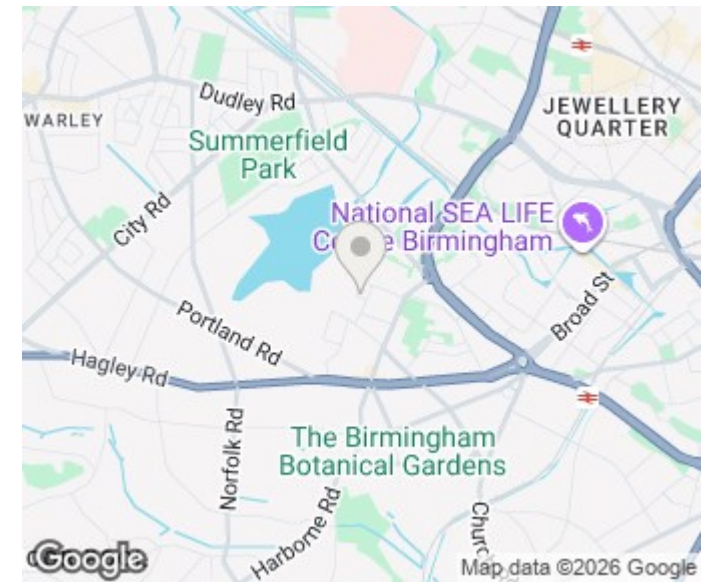 Dudley Rd
WARLEY
JEWELLERY
QUARTER
Summerfield
Park
City Rd
National SEA LIFE
Birmingham
Broad St
Portland Rd
Hagley Rd
Norfolk Rd
The Birmingham
Botanical Gardens
Harborne Rd
Google
Map data ©2026 Google